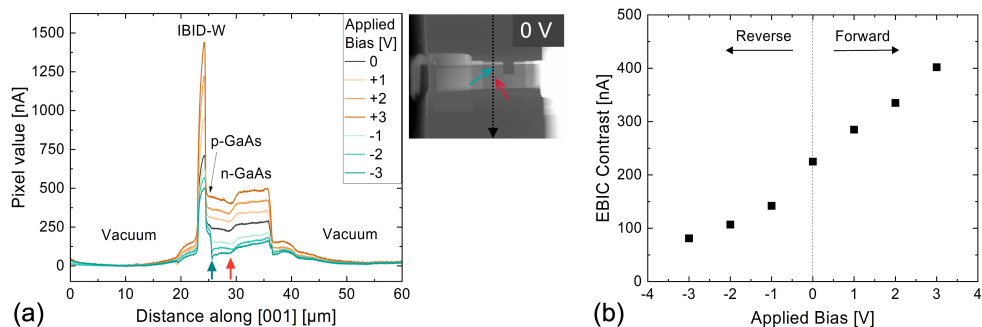 IBID-W
Applied
Bias [V]
0
+1
+2
+3
-1
-2
-3
p-GaAs
n-GaAs
Vacuum
Vacuum
Pixel value [nA]
1500
1250
1000
750
500
250
0
0
10
20
30
40
50
60
Distance along [001] [µm]
(a)
0 V
Reverse
Forward
EBIC Contrast [nA]
500
400
300
200
100
0
-4
-3
-2
-1
0
1
2
3
4
Applied Bias [V]
(b)